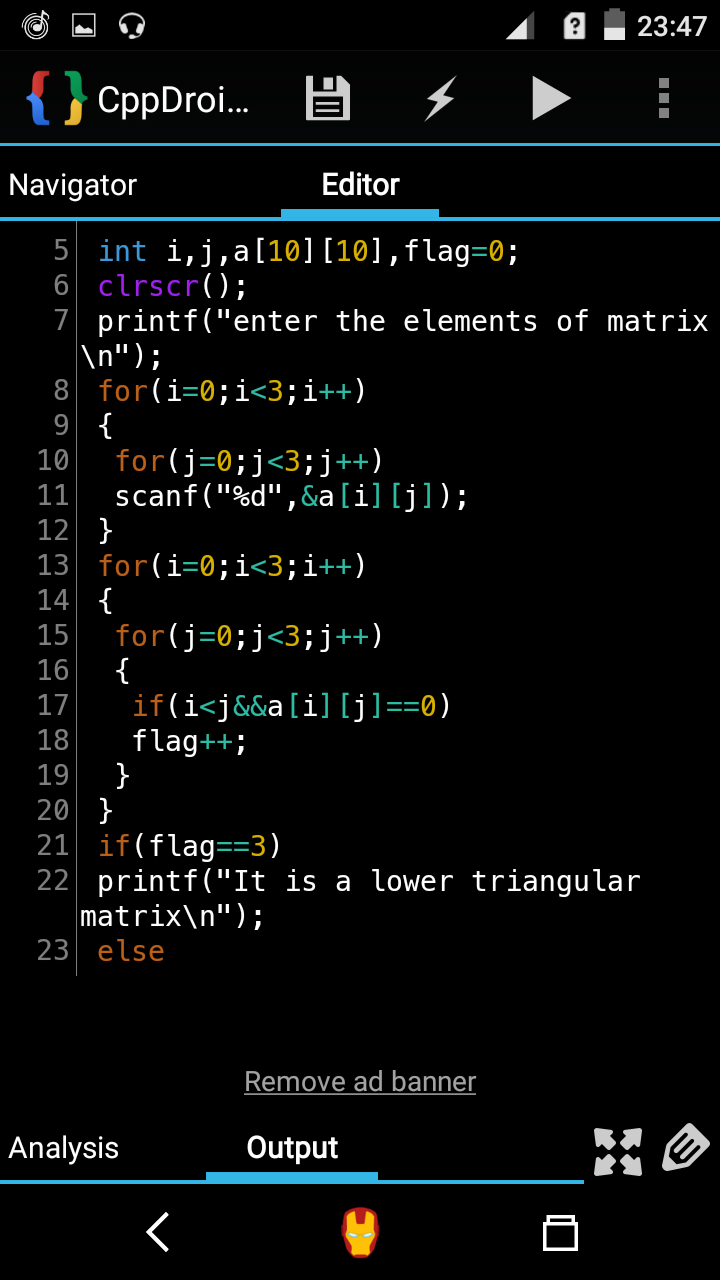 23:47
CppDroi...
Navigator Editor
5 int i,j,a[10][10],flag=0;
6 clrscr();
7 printf("enter the elements of matrix
\n");
8 for(i=0;i<3;i++)
9 {
10 for(j=0;j<3;j++)
11 scanf("%d",&a[i][j]);
12 }
13 for(i=0;i<3;i++)
14 {
15 for(j=0;j<3;j++)
16 {
17 if(i<j&&a[i][j]==0)
18 flag++;
19 }
20 }
21 if(flag==3)
22 printf("It is a lower triangular
matrix\n");
23 else
Remove ad banner
Analysis Output